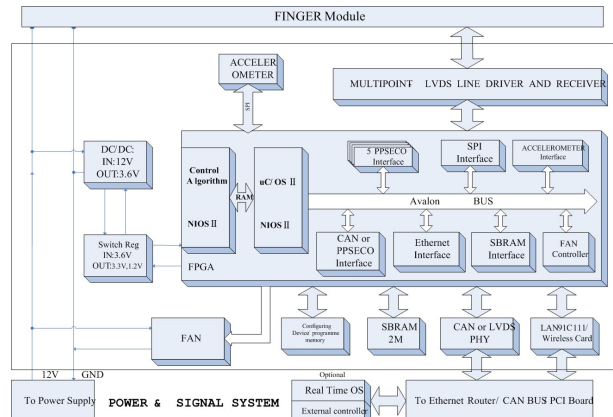 FINGER Module
ACCELER
OMETER
MULTIPOINT LVDS LINE DRIVER AND RECEIVER
SPI
DC/DC:
IN:12V
OUT:3.6V
Control
A lgorithm
NIOS II
RAM
uC/ OS II
NIOS II
5 PPSECO
Interface
SPI
Interface
ACCELEROMETER
Interface
Avalon BUS
Switch Reg
IN:3.6V
OUT:3.3V,1.2V
CAN or
PPSECO
Interface
Ethernet
Interface
SBRAM
Interface
FAN
Controller
FPGA
FAN
Configuring
Device/ programme
memory
SBRAM
2M
CAN or LVDS
PHY
LAN91C111/
Wireless Card
12V GND
Optional
To Power Supply
POWER & SIGNAL SYSTEM
Real Time OS
External controller
To Ethernet Router/ CAN BUS PCI Board